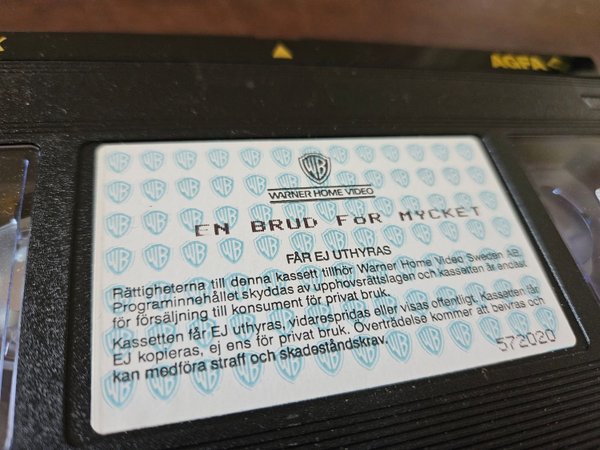 AGFA
WB
WARNER HOME VIDEO
EN BRUD FÖR MYCKET
FÅR EJ UTHYRAS
Rättigheterna till denna kassett tillhör Warner Home Video Sweden AB.
Programinnehållet skyddas av upphovsrättslagen och kassetten är endast
för försäljning till konsument för privat bruk.
Kassetten får EJ uthyras, vidarespridas eller visas offentligt. Kassetten får
EJ kopieras, ej ens för privat bruk. Överträdelse kommer att beivras och
kan medföra straff och skadeståndskrav.
572020